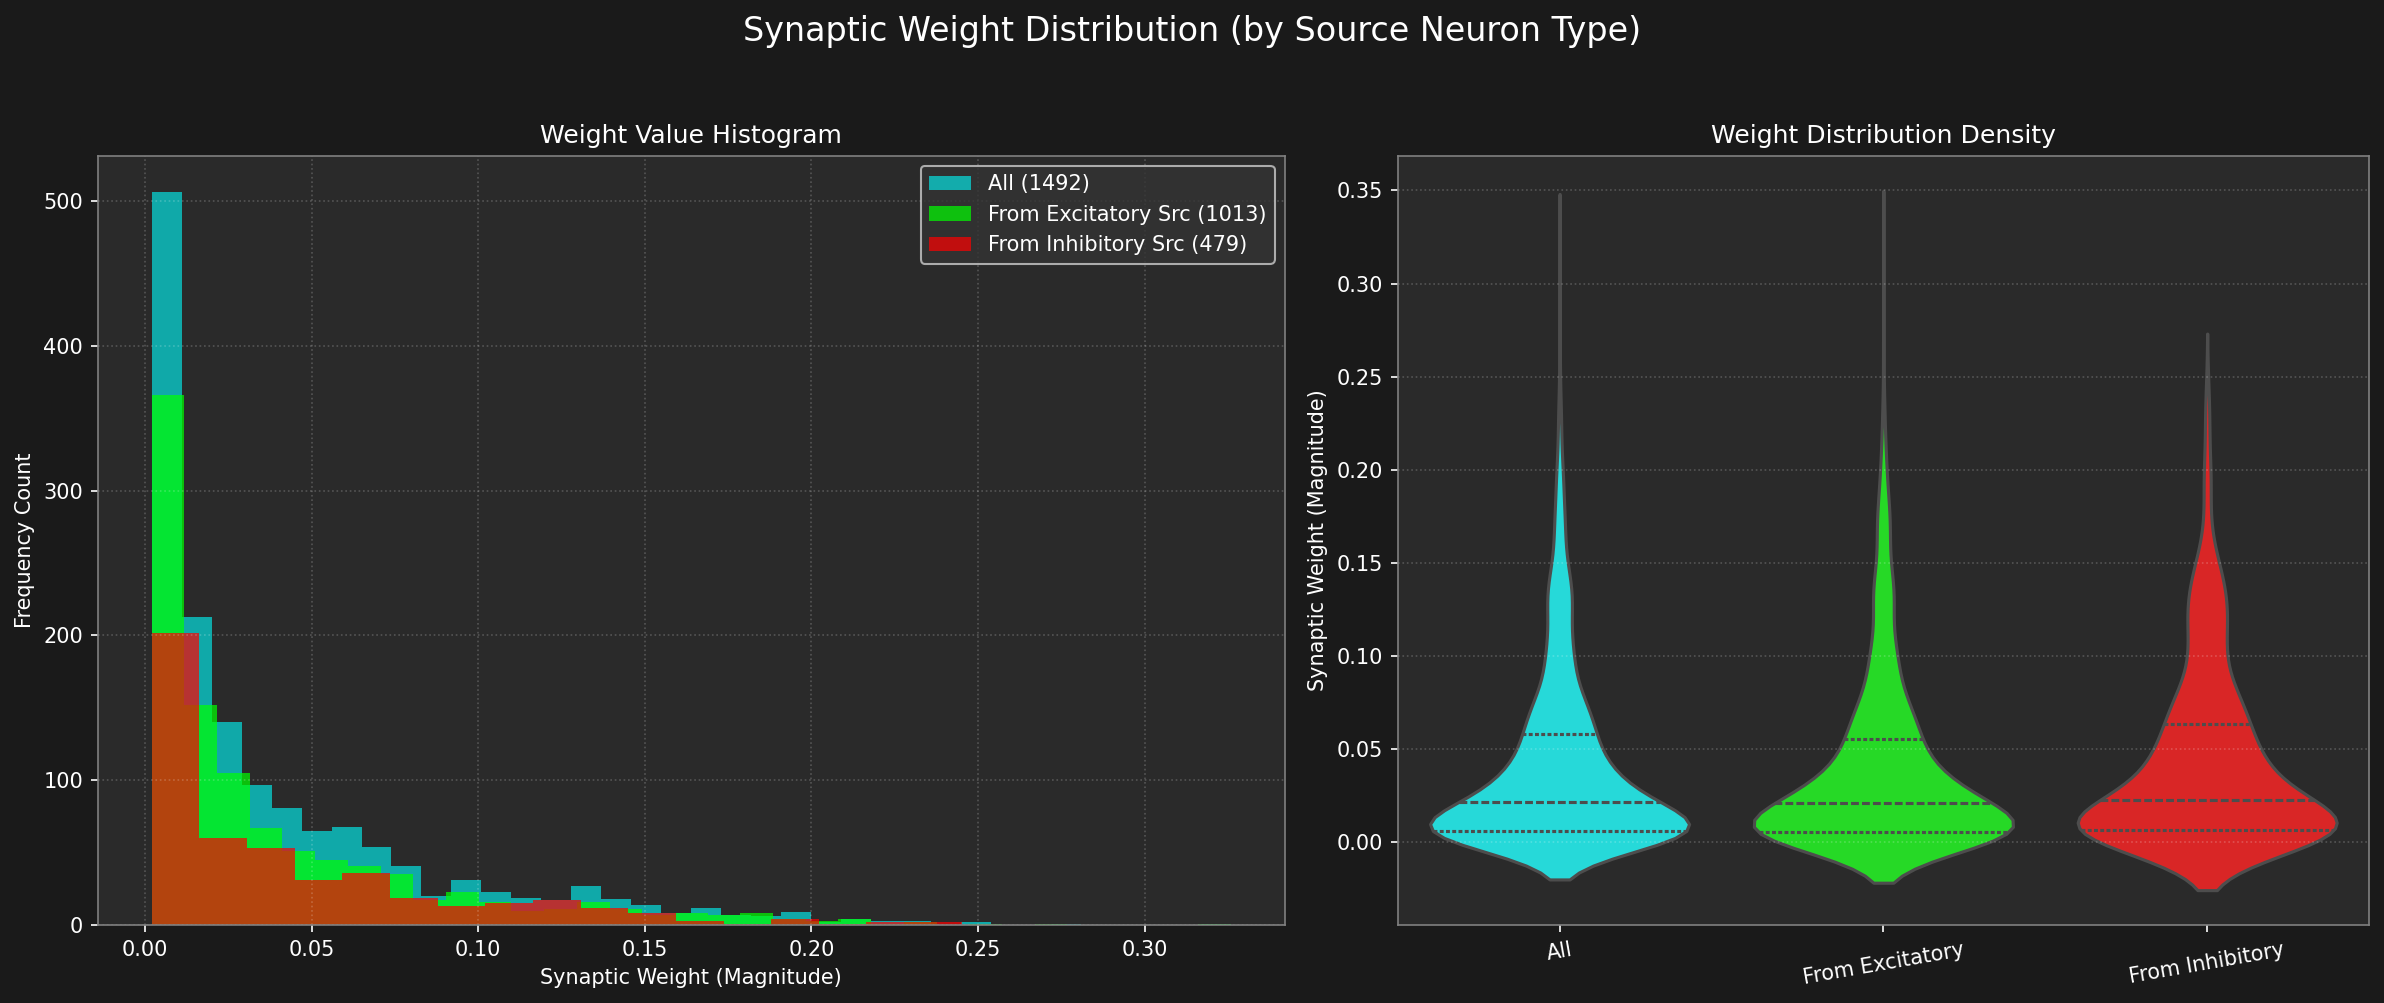 Synaptic Weight Distribution (by Source Neuron Type)
Weight Value Histogram
Frequency Count
500
400
300
200
100
0
All (1492)
From Excitatory Src (1013)
From Inhibitory Src (479)
0.00 0.05 0.10 0.15 0.20 0.25 0.30
Synaptic Weight (Magnitude)
Weight Distribution Density
Synaptic Weight (Magnitude)
0.35
0.30
0.25
0.20
0.15
0.10
0.05
0.00
All From Excitatory From Inhibitory